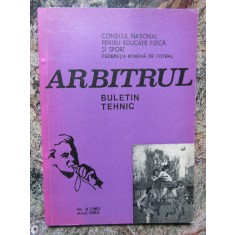 CONSILIUL NAȚIONAL
PENTRU EDUCAȚIE FIZICĂ
ȘI SPORT
FEDERAȚIA ROMÂNĂ DE FOTBAL
ARBITRUL
BULETIN
TEHNIC